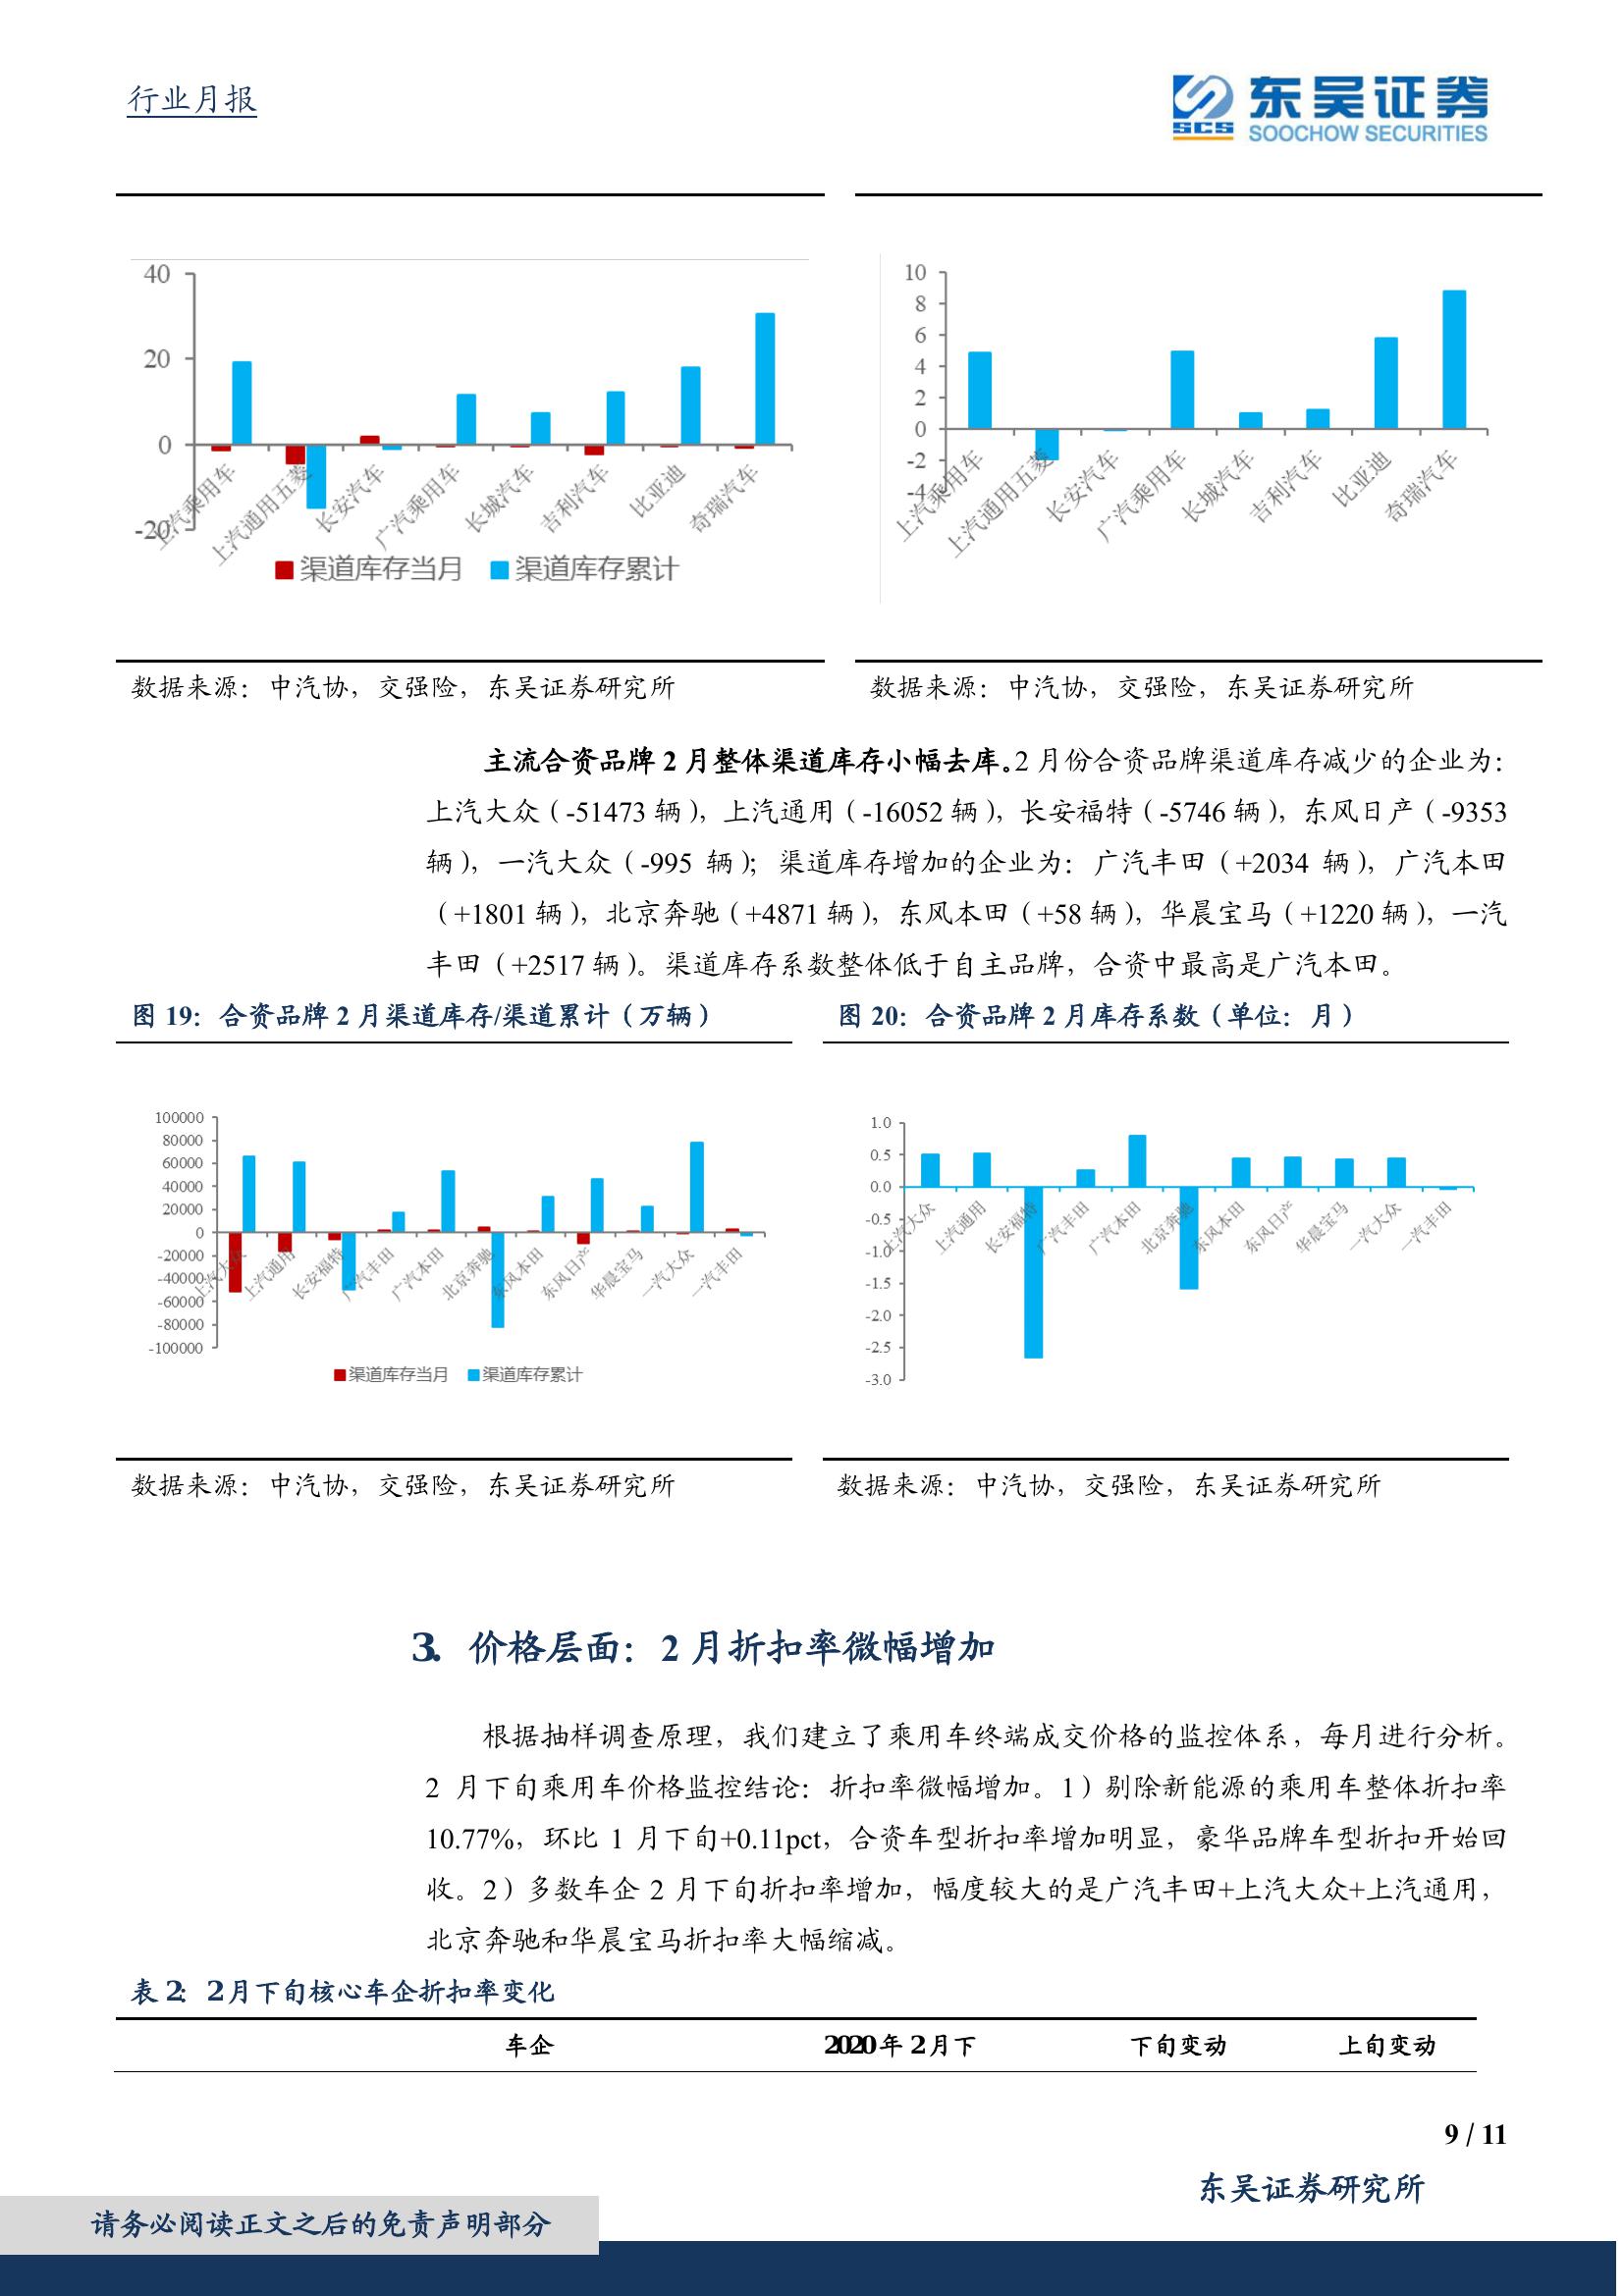 行业月报
东吴证券
SCS
SOOCHOW SECURITIES
40
20
0
-20
上汽乘用车
上汽通用五菱
长安汽车
广汽乘用车
长城汽车
吉利汽车
比亚迪
奇瑞汽车
渠道库存当月 渠道库存累计
10
8
6
4
2
0
-2
-4
上汽乘用车
上汽通用五菱
长安汽车
广汽乘用车
长城汽车
吉利汽车
比亚迪
奇瑞汽车
数据来源：中汽协，交强险，东吴证券研究所
数据来源：中汽协，交强险，东吴证券研究所
主流合资品牌 2 月整体渠道库存小幅去库。2 月份合资品牌渠道库存减少的企业为：
上汽大众（-51473 辆），上汽通用（-16052 辆），长安福特（-5746 辆），东风日产（-9353
辆），一汽大众（-995 辆）；渠道库存增加的企业为：广汽丰田（+2034 辆），广汽本田
（+1801 辆），北京奔驰（+4871 辆），东风本田（+58 辆），华晨宝马（+1220 辆），一汽
丰田（+2517 辆）。渠道库存系数整体低于自主品牌，合资中最高是广汽本田。
图 19：合资品牌 2 月渠道库存/渠道累计（万辆）
图 20：合资品牌 2 月库存系数（单位：月）
100000
80000
60000
40000
20000
0
-20000
-40000
-60000
-80000
-100000
上汽大众
上汽通用
长安福特
广汽丰田
广汽本田
北京奔驰
东风本田
东风日产
华晨宝马
一汽大众
一汽丰田
渠道库存当月 渠道库存累计
1.0
0.5
0.0
-0.5
-1.0
-1.5
-2.0
-2.5
-3.0
上汽大众
上汽通用
长安福特
广汽丰田
广汽本田
北京奔驰
东风本田
东风日产
华晨宝马
一汽大众
一汽丰田
数据来源：中汽协，交强险，东吴证券研究所
数据来源：中汽协，交强险，东吴证券研究所
3. 价格层面：2 月折扣率微幅增加
根据抽样调查原理，我们建立了乘用车终端成交价格的监控体系，每月进行分析。
2 月下旬乘用车价格监控结论：折扣率微幅增加。1）剔除新能源的乘用车整体折扣率
10.77%，环比 1 月下旬+0.11pct，合资车型折扣率增加明显，豪华品牌车型折扣开始回
收。2）多数车企 2 月下旬折扣率增加，幅度较大的是广汽丰田+上汽大众+上汽通用，
北京奔驰和华晨宝马折扣率大幅缩减。
表 2：2 月下旬核心车企折扣率变化
车企 2020 年 2 月下 下旬变动 上旬变动
9 / 11
东吴证券研究所
请务必阅读正文之后的免责声明部分